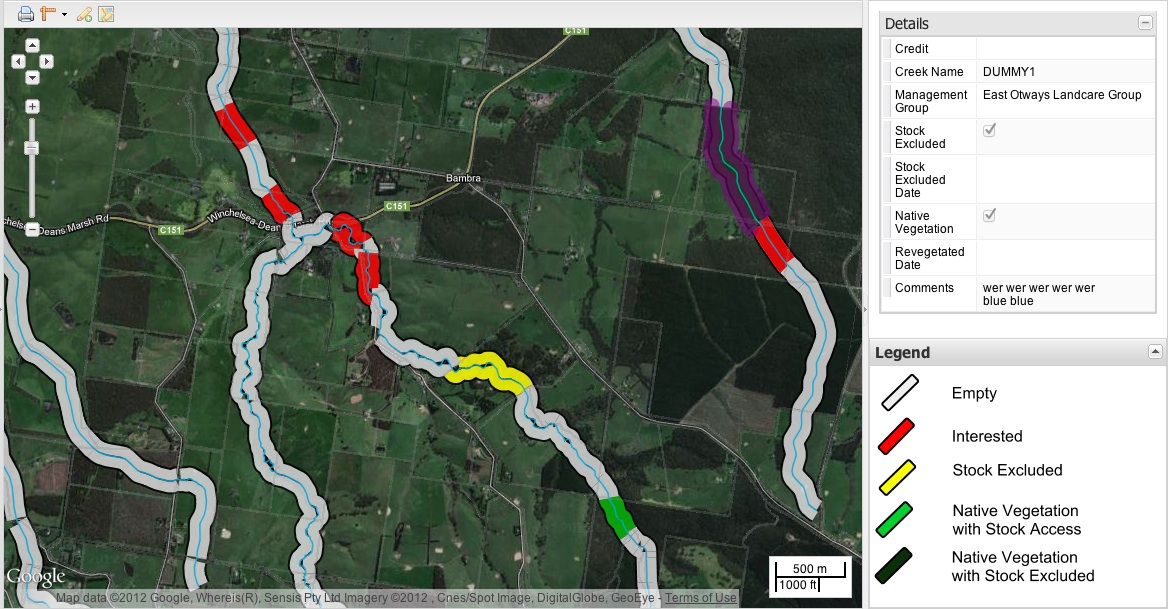 C151
Bambra
C151
Winchelsea-Dean
Deans Marsh Rd
C151
Google
500 m
1000 ft
Map data ©2012 Google, Whereis(R), Sensis Pty Ltd Imagery ©2012 , Cnes/Spot Image, DigitalGlobe, GeoEye - Terms of Use
Details
Credit
Creek Name DUMMY1
Management East Otways Landcare Group
Group
Stock
Excluded
Stock
Excluded
Date
Native
Vegetation
Revegetated
Date
Comments wer wer wer wer wer
blue blue
Legend
Empty
Interested
Stock Excluded
Native Vegetation
with Stock Access
Native Vegetation
with Stock Excluded